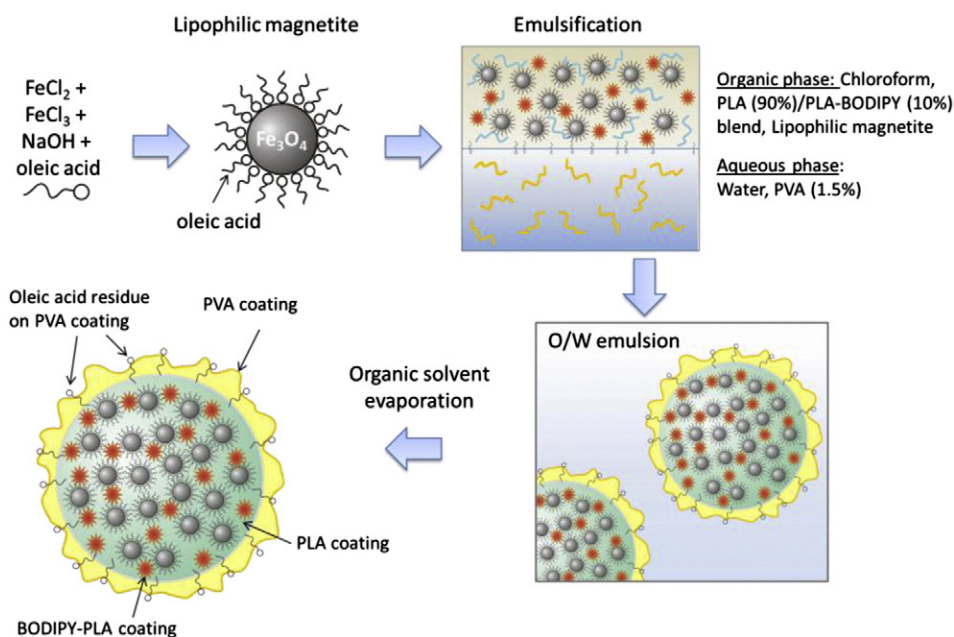 Lipophilic magnetite
Emulsification
FeCl₂ +
FeCl₃ +
NaOH +
oleic acid
Fe₃O₄
oleic acid
Organic phase: Chloroform,
PLA (90%)/PLA-BODIPY (10%)
blend, Lipophilic magnetite
Aqueous phase:
Water, PVA (1.5%)
Oleic acid residue
on PVA coating
PVA coating
Organic solvent
evaporation
O/W emulsion
PLA coating
BODIPY-PLA coating